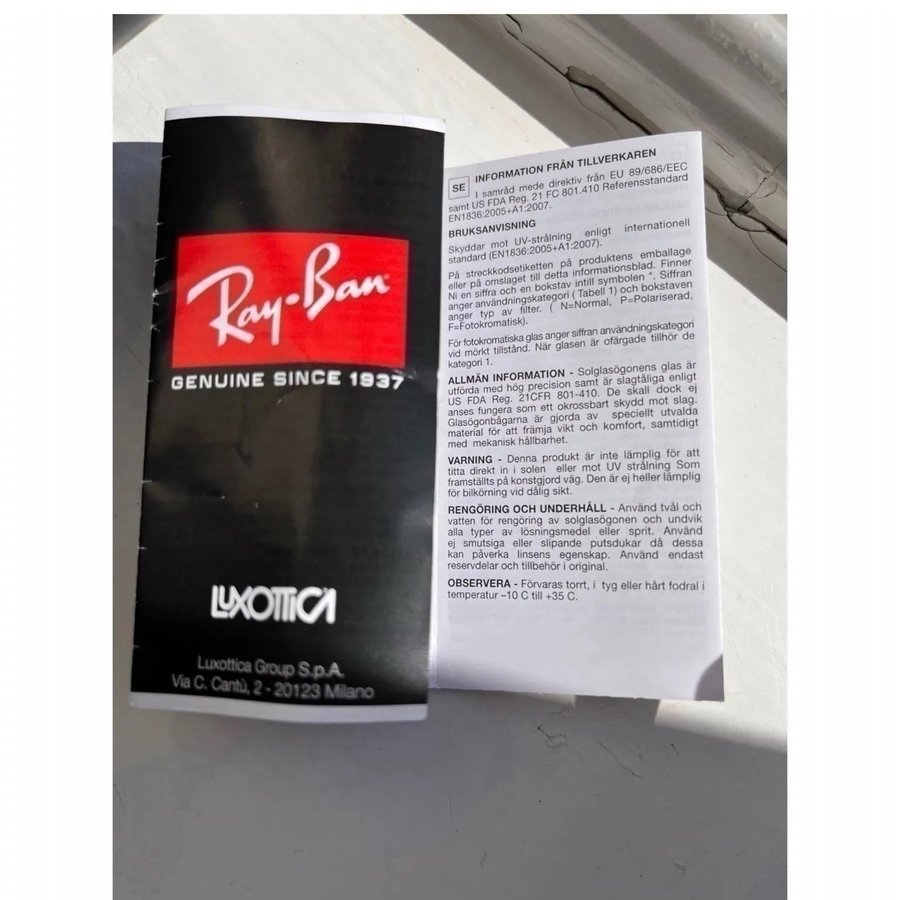 Ray-Ban
GENUINE SINCE 1937
LUXOTTICA
Luxottica Group S.p.A.
Via C. Cantù, 2 - 20123 Milano
SE
INFORMATION FRÅN TILLVERKAREN
I samråd mede direktiv från EU 89/686/EEC
samt US FDA Reg. 21 FC 801.410 Referensstandard
EN1836:2005+A1:2007.
BRUKSANVISNING
Skyddar mot UV-strålning enligt internationell
standard (EN1836:2005+A1:2007).
På streckkodsetiketten på produktens emballage
eller på omslaget till detta informationsblad. Finner
Ni en siffra och en bokstav intill symbolen *. Siffran
anger användningskategori ( Tabell 1) och bokstaven
anger typ av filter. ( N=Normal, P=Polariserad,
F=Fotokromatisk).
För fotokromatiska glas anger siffran användningskategori
vid mörkt tillstånd. När glasen är ofärgade tillhör de
kategori 1.
ALLMÄN INFORMATION - Solglasögonens glas är
utförda med hög precision samt är slagtåliga enligt
US FDA Reg. 21CFR 801-410. De skall dock ej
anses fungera som ett okrossbart skydd mot slag.
Glasögonbågarna är gjorda av speciellt utvalda
material för att främja vikt och komfort, samtidigt
med mekanisk hållbarhet.
VARNING - Denna produkt är inte lämplig för att
titta direkt in i solen eller mot UV strålning Som
framställts på konstgjord väg. Den är ej heller lämplig
för bilkörning vid dålig sikt.
RENGÖRING OCH UNDERHÅLL - Använd tvål och
vatten för rengöring av solglasögonen och undvik
alla typer av lösningsmedel eller sprit. Använd
ej smutsiga eller slipande putsdukar då dessa
kan påverka linsens egenskap. Använd endast
reservdelar och tillbehör i original.
OBSERVERA - Förvaras torrt, i tyg eller hårt fodral i
temperatur –10 C till +35 C.